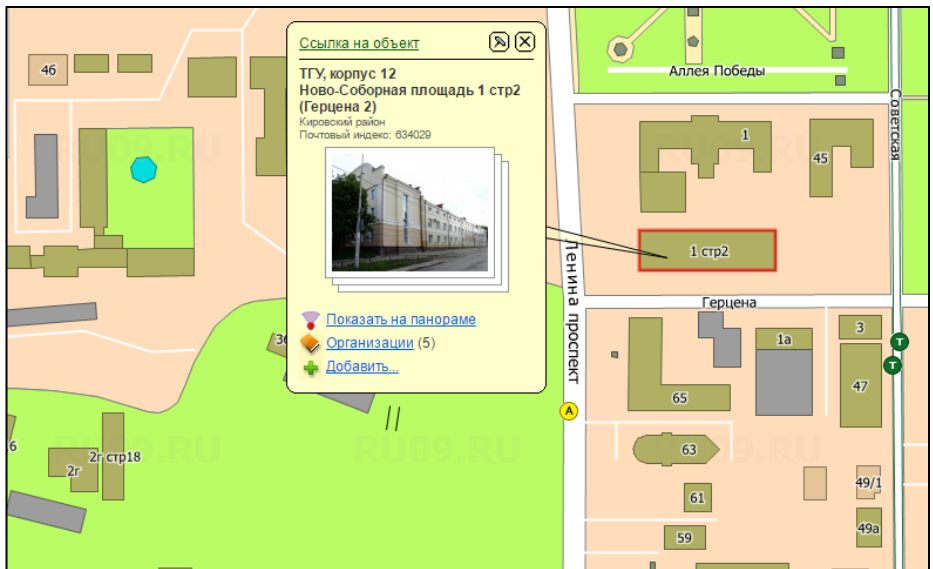 Ссылка на объект
ТГУ, корпус 12
Ново-Соборная площадь 1 стр2
(Герцена 2)
Кировский район
Почтовый индекс: 634029
Показать на панораме
Организации (5)
Добавить...
4б
Аллея Победы
Советская
1
45
1 стр2
Ленина проспект
Герцена
3
1а
Т
Т
47
65
А
63
2г
2г стр18
61
49/1
49а
59
RU09.RU
RU09.RU
RU09.RU
RU09.RU
RU09.RU